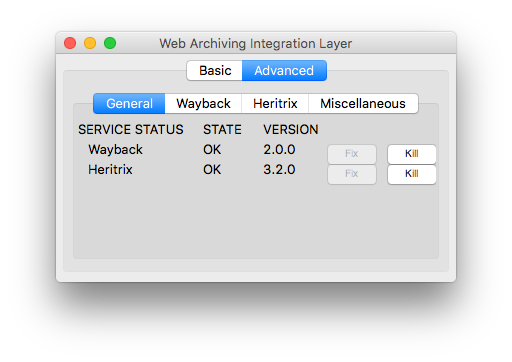 Web Archiving Integration Layer
Basic Advanced
General Wayback Heritrix Miscellaneous
SERVICE STATUS STATE VERSION
Wayback OK 2.0.0 Fix Kill
Heritrix OK 3.2.0 Fix Kill